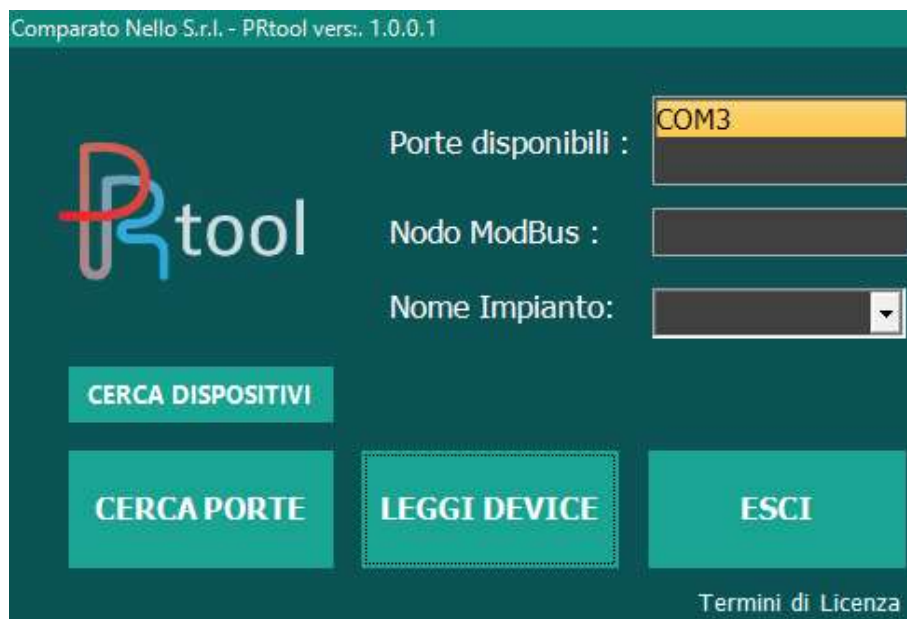 Comparato Nello S.r.l. - PRtool vers:. 1.0.0.1
Porte disponibili :
COM3
PRtool
Nodo ModBus :
Nome Impianto:
CERCA DISPOSITIVI
CERCA PORTE
LEGGI DEVICE
ESCI
Termini di Licenza